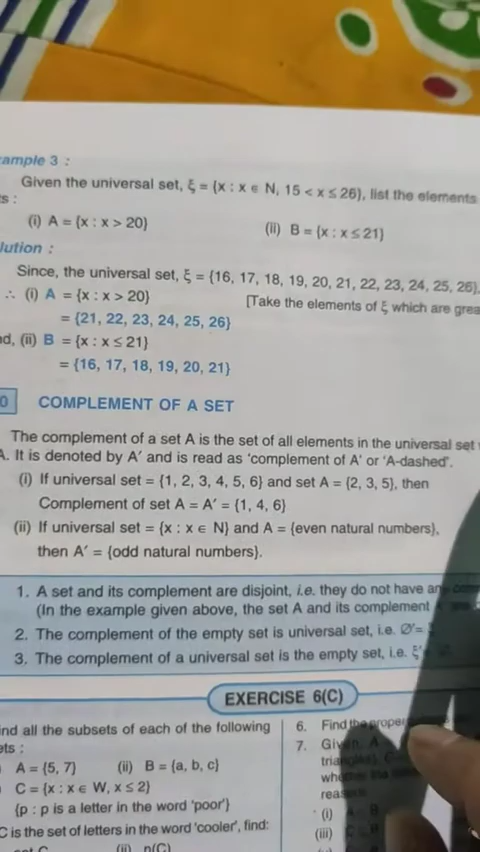 ample 3 :
Given the universal set, ξ = {x : x ∈ N, 15 < x ≤ 26}, list the elements
s :
(i) A = {x : x > 20} (ii) B = {x : x ≤ 21}
lution :
Since, the universal set, ξ = {16, 17, 18, 19, 20, 21, 22, 23, 24, 25, 26}.
∴ (i) A = {x : x > 20} [Take the elements of ξ which are grea
= {21, 22, 23, 24, 25, 26}
nd, (ii) B = {x : x ≤ 21}
= {16, 17, 18, 19, 20, 21}
0 COMPLEMENT OF A SET
The complement of a set A is the set of all elements in the universal set
A. It is denoted by A′ and is read as 'complement of A' or 'A-dashed'.
(i) If universal set = {1, 2, 3, 4, 5, 6} and set A = {2, 3, 5}, then
Complement of set A = A′ = {1, 4, 6}
(ii) If universal set = {x : x ∈ N} and A = {even natural numbers},
then A′ = {odd natural numbers}.
1. A set and its complement are disjoint, i.e. they do not have any
(In the example given above, the set A and its complement
2. The complement of the empty set is universal set, i.e. Ø′ =
3. The complement of a universal set is the empty set, i.e. ξ′
EXERCISE 6(C)
ind all the subsets of each of the following
ets :
A = {5, 7} (ii) B = {a, b, c}
C = {x : x ∈ W, x ≤ 2}
{p : p is a letter in the word 'poor'}
C is the set of letters in the word 'cooler', find:
set C (ii) n(C)
6. Find the proper
7. Given, A
triangles},
whether the
reas
(i)
(iii)